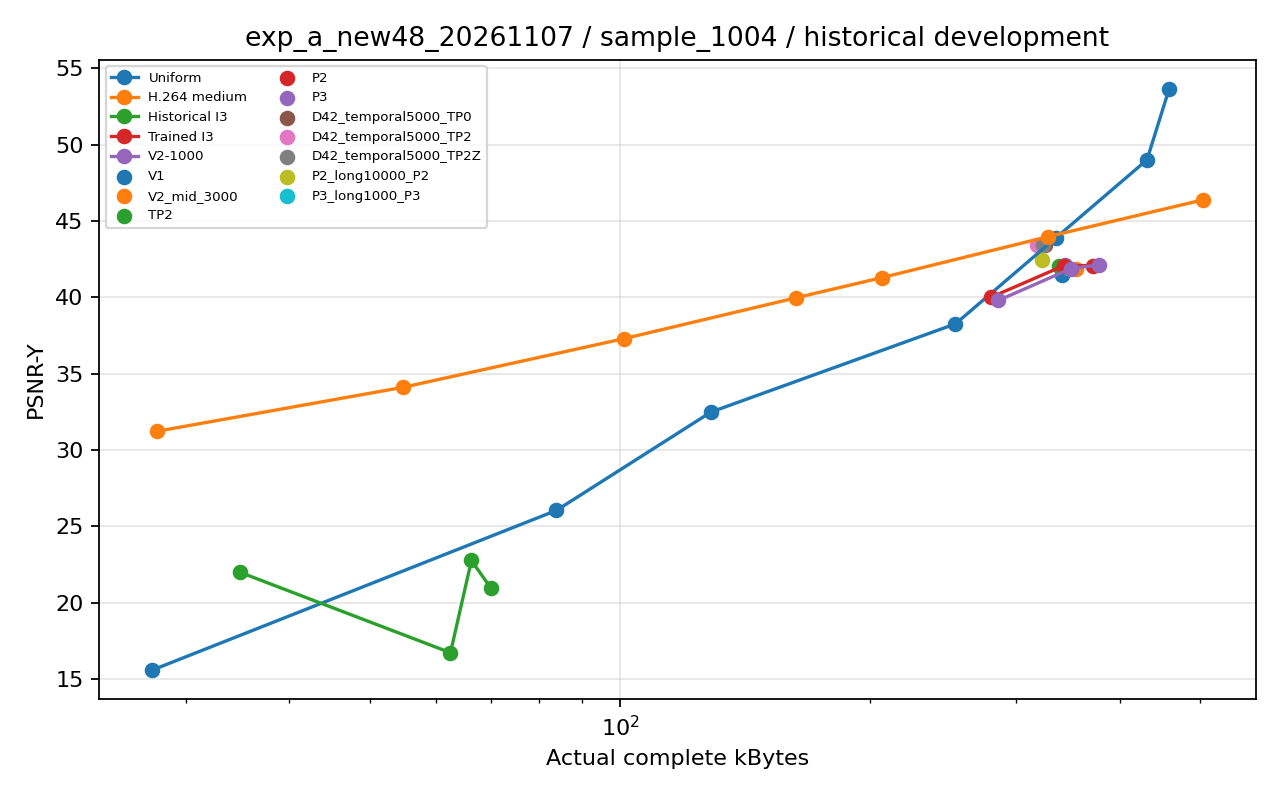 exp_a_new48_20261107 / sample_1004 / historical development
Uniform
H.264 medium
Historical I3
Trained I3
V2-1000
V1
V2_mid_3000
TP2
P2
P3
D42_temporal5000_TP0
D42_temporal5000_TP2
D42_temporal5000_TP2Z
P2_long10000_P2
P3_long1000_P3
PSNR-Y
55
50
45
40
35
30
25
20
15
10²
Actual complete kBytes